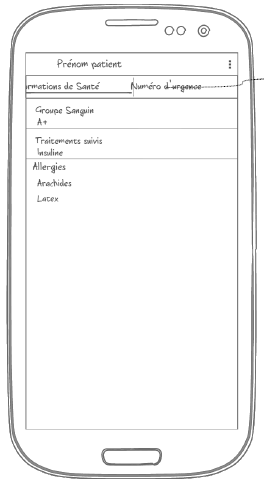 Prénom patient
rmations de Santé Numéro d'urgence
Groupe Sanguin
A+
Traitements suivis
Insuline
Allergies
Arachides
Latex